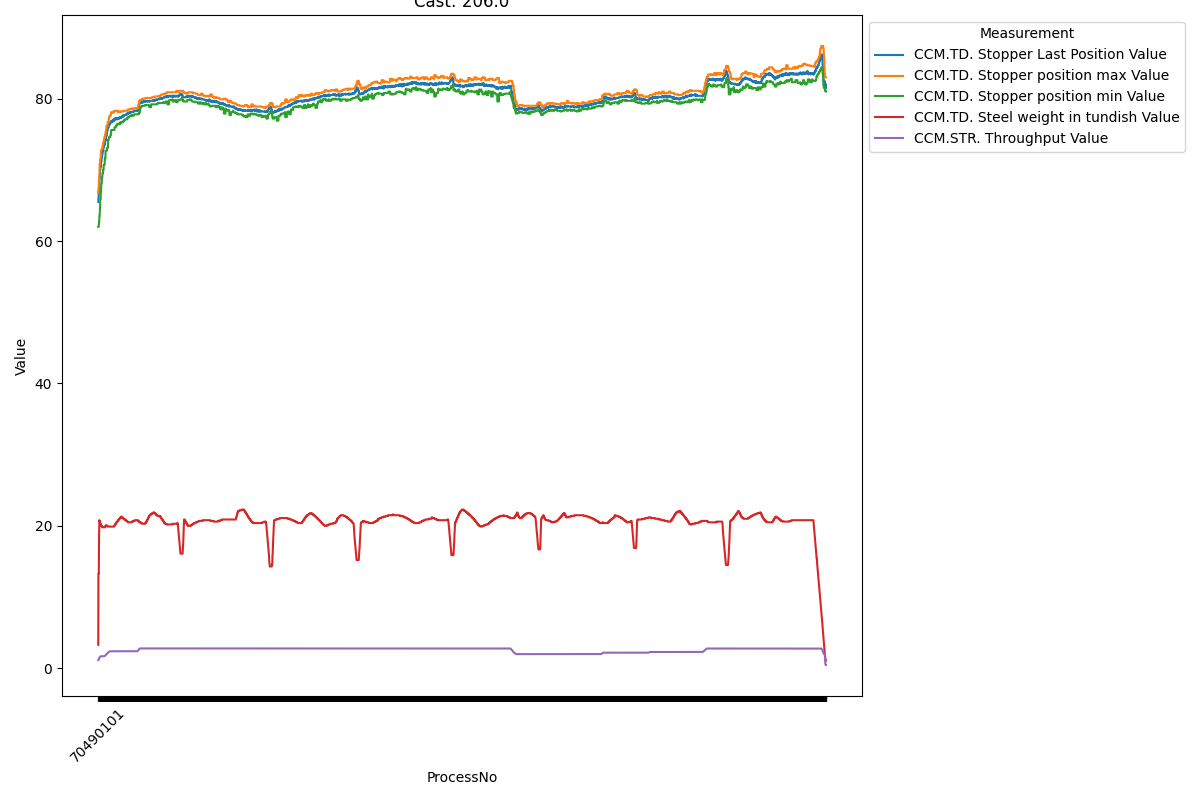 Cast: 206.0
Measurement
CCM.TD. Stopper Last Position Value
CCM.TD. Stopper position max Value
CCM.TD. Stopper position min Value
CCM.TD. Steel weight in tundish Value
CCM.STR. Throughput Value
Value
80
60
40
20
0
70490101
ProcessNo